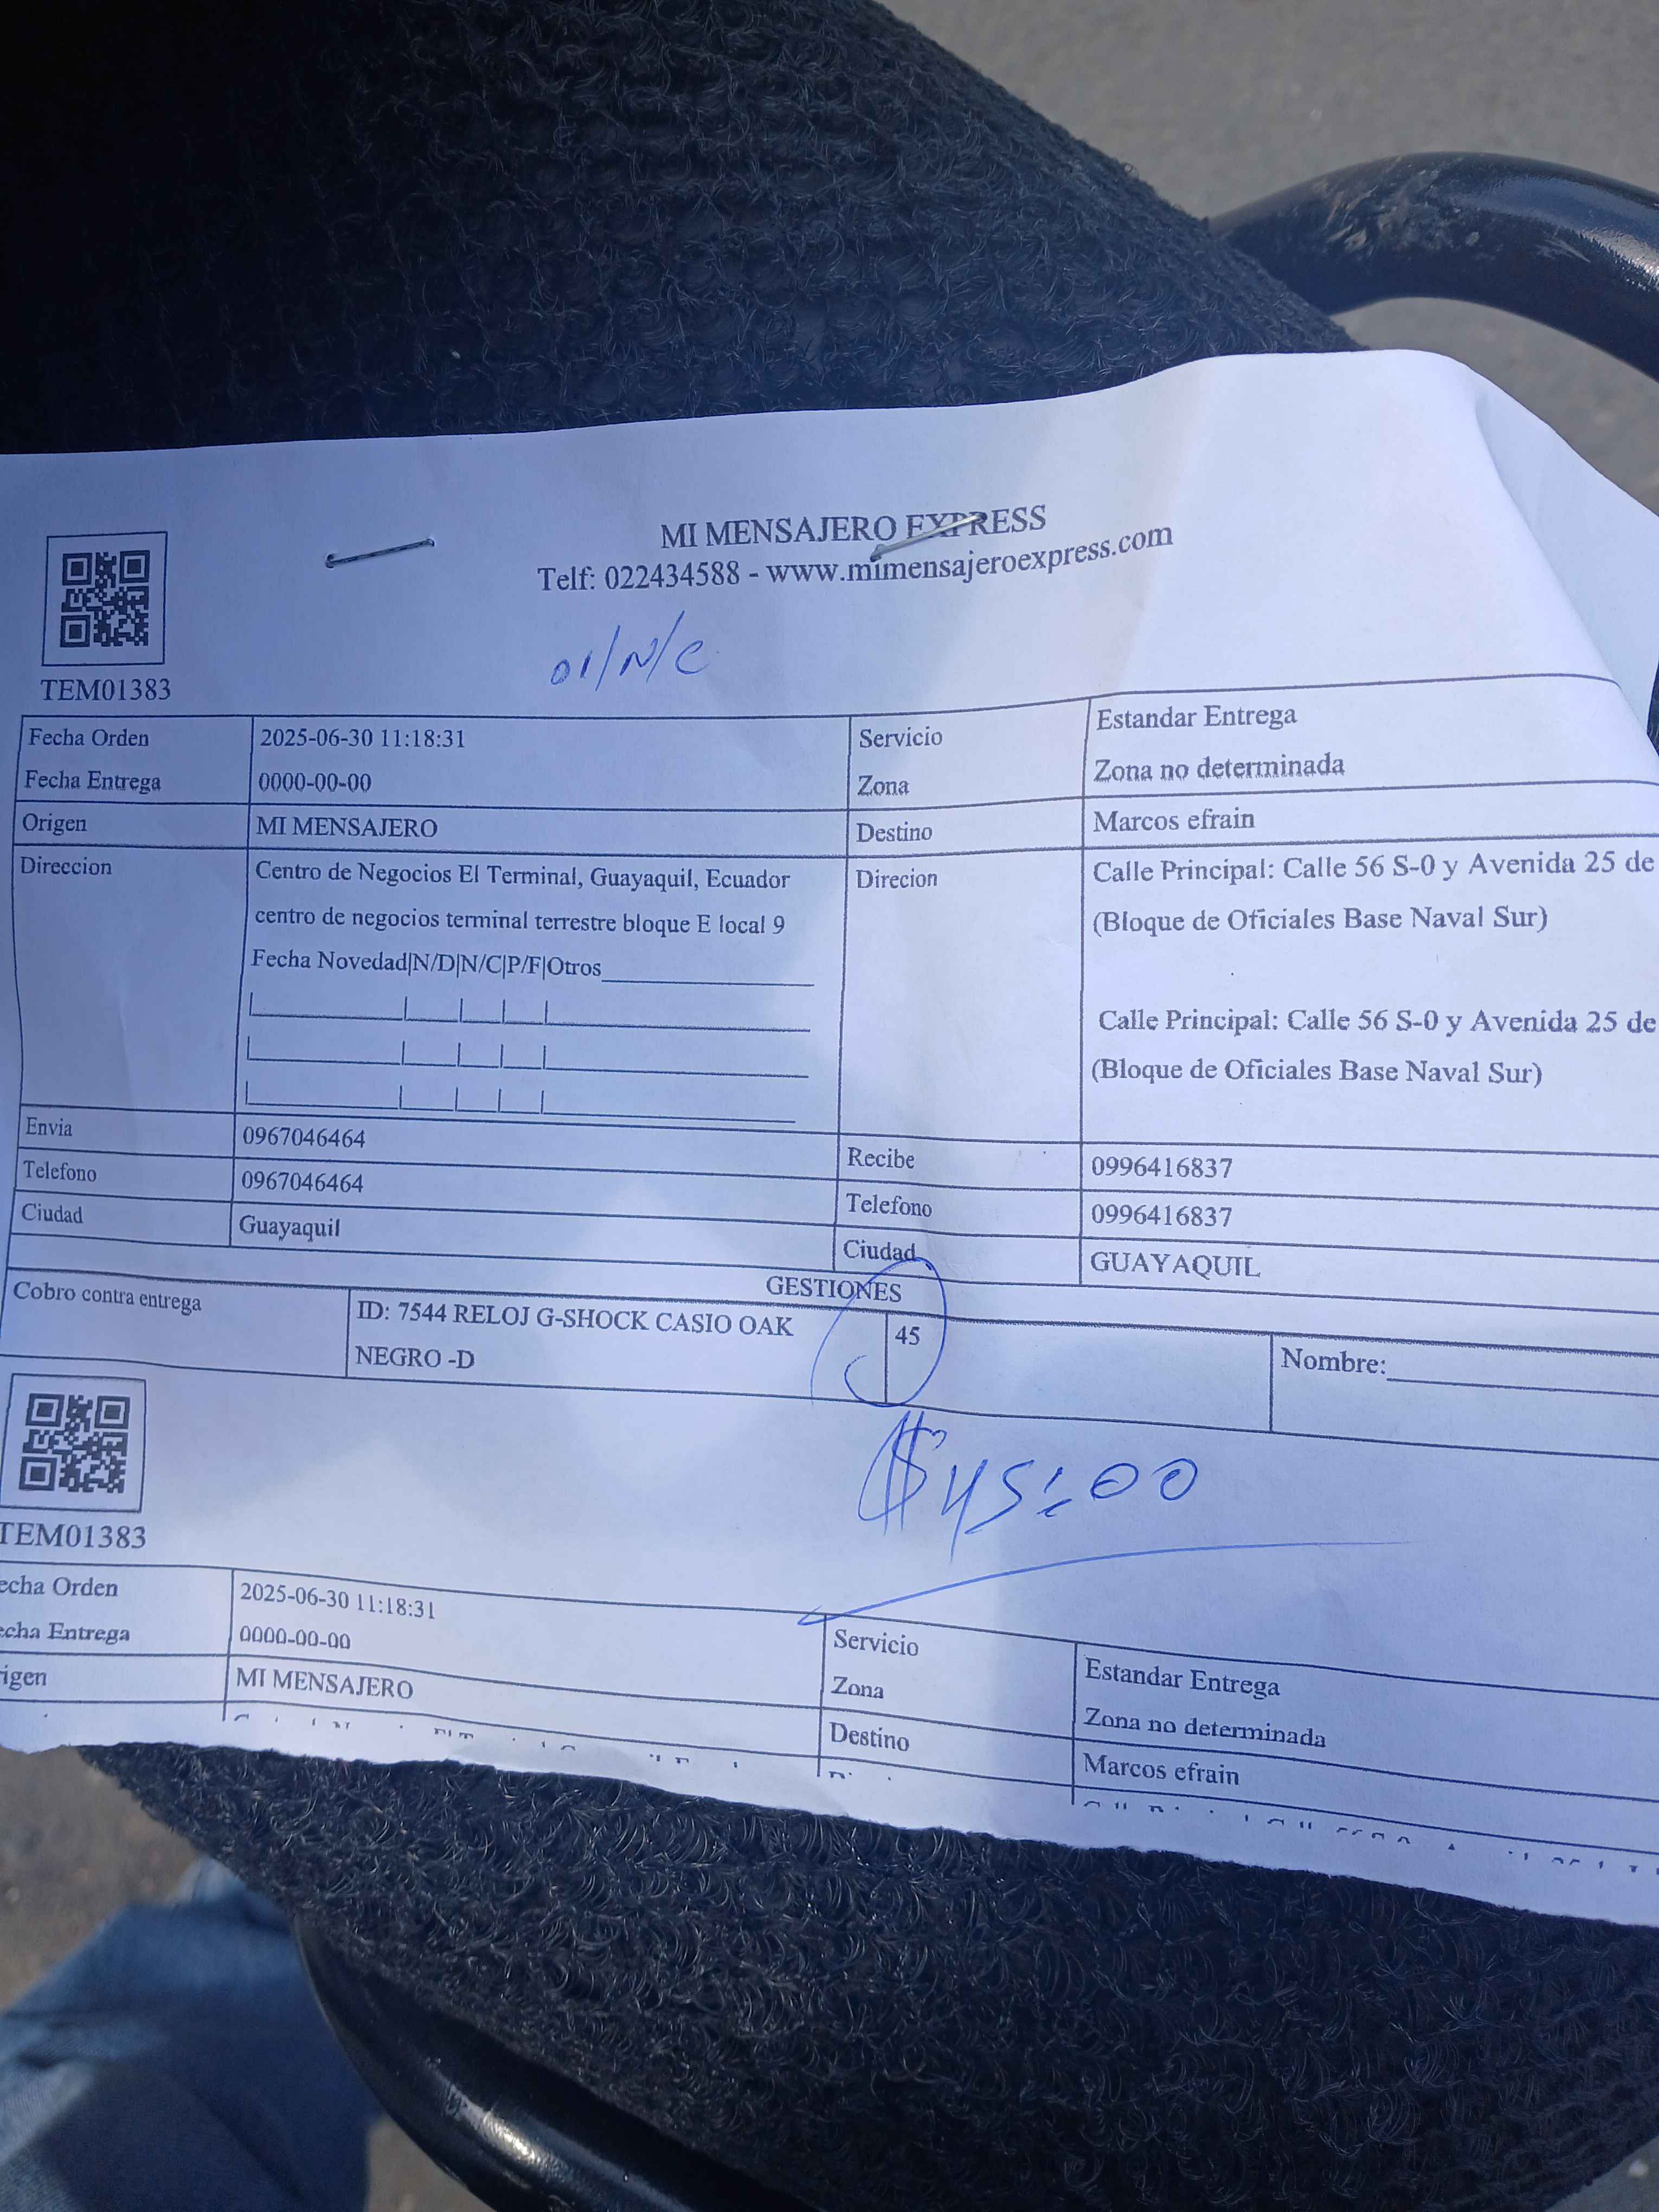 MI MENSAJERO EXPRESS
Telf: 022434588 - www.mimensajeroexpress.com
01/N/C
TEM01383
Fecha Orden 2025-06-30 11:18:31 Servicio Estandar Entrega
Fecha Entrega 0000-00-00 Zona Zona no determinada
Origen MI MENSAJERO Destino Marcos efrain
Direccion Centro de Negocios El Terminal, Guayaquil, Ecuador Direcion Calle Principal: Calle 56 S-0 y Avenida 25 de
centro de negocios terminal terrestre bloque E local 9 (Bloque de Oficiales Base Naval Sur)
Fecha Novedad|N/D|N/C|P/F|Otros
Calle Principal: Calle 56 S-0 y Avenida 25 de
(Bloque de Oficiales Base Naval Sur)
Envia 0967046464 Recibe 0996416837
Telefono 0967046464 Telefono 0996416837
Ciudad Guayaquil Ciudad GUAYAQUIL
GESTIONES
Cobro contra entrega ID: 7544 RELOJ G-SHOCK CASIO OAK 45 Nombre:
NEGRO -D
$45.00
TEM01383
echa Orden 2025-06-30 11:18:31 Servicio Estandar Entrega
echa Entrega 0000-00-00 Zona Zona no determinada
igen MI MENSAJERO Destino Marcos efrain